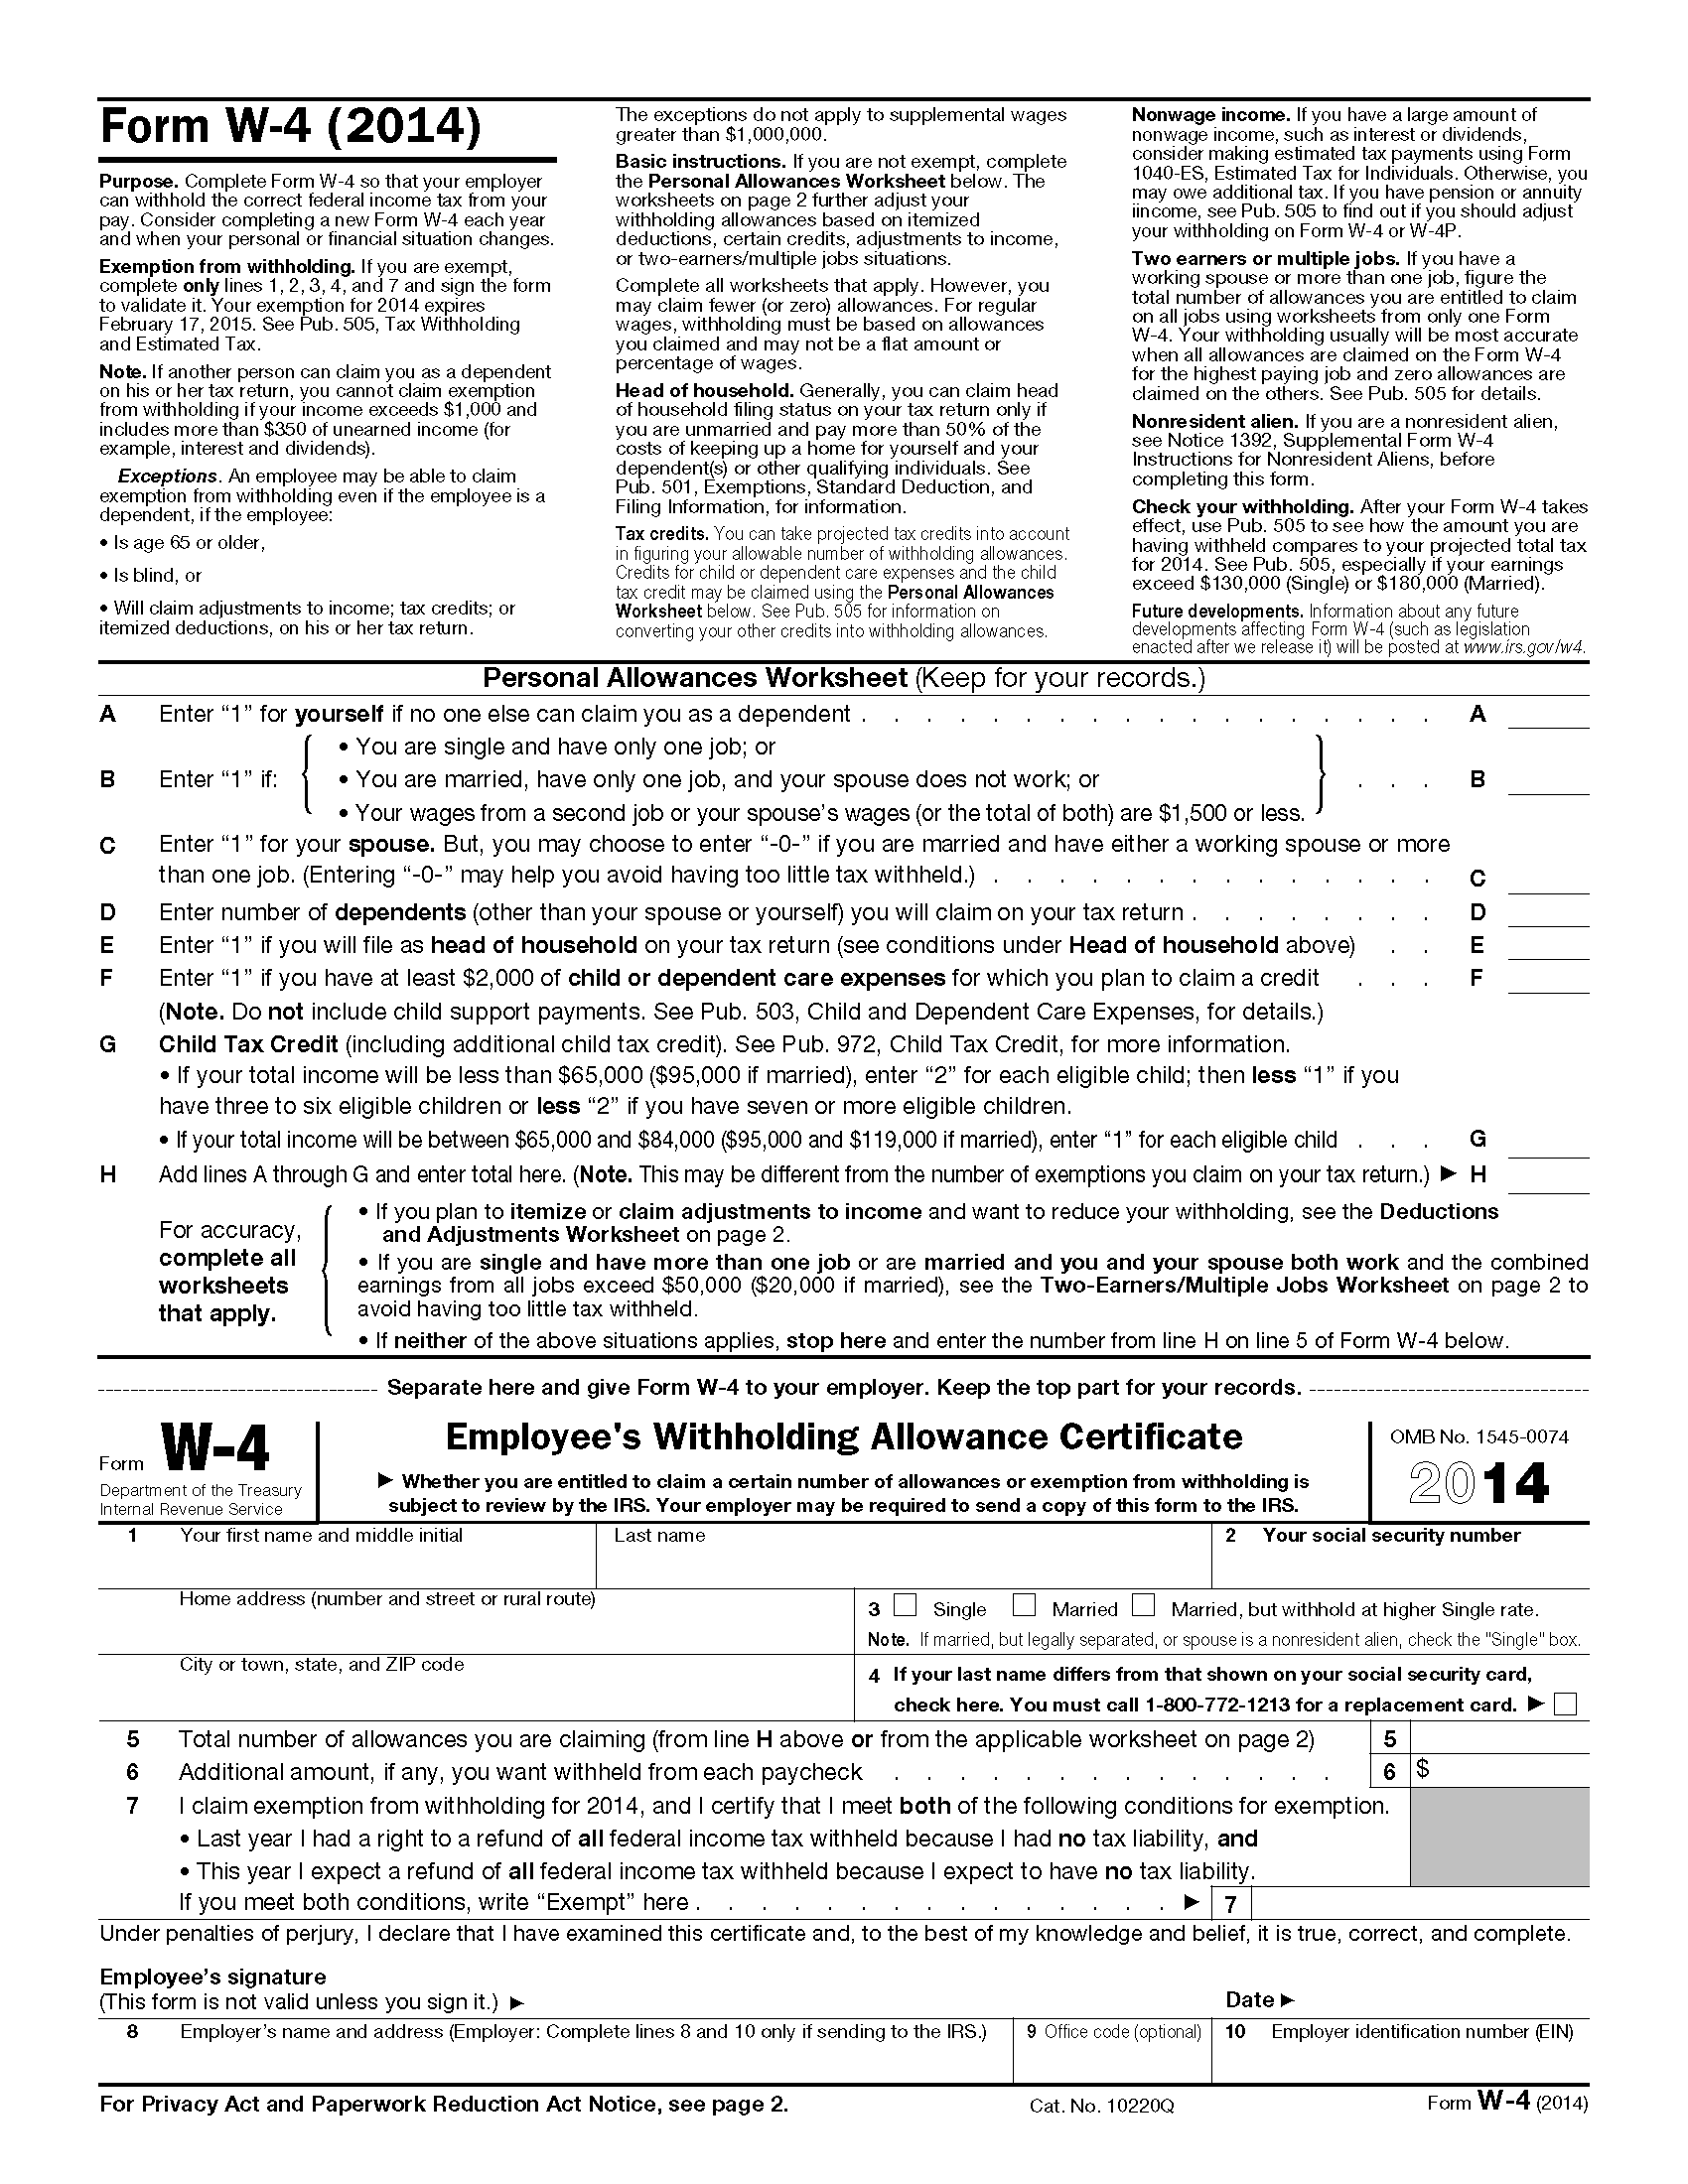 Form W-4 (2014)
Purpose. Complete Form W-4 so that your employer
can withhold the correct federal income tax from your
pay. Consider completing a new Form W-4 each year
and when your personal or financial situation changes.
Exemption from withholding. If you are exempt,
complete only lines 1, 2, 3, 4, and 7 and sign the form
to validate it. Your exemption for 2014 expires
February 17, 2015. See Pub. 505, Tax Withholding
and Estimated Tax.
Note. If another person can claim you as a dependent
on his or her tax return, you cannot claim exemption
from withholding if your income exceeds $1,000 and
includes more than $350 of unearned income (for
example, interest and dividends).
Exceptions. An employee may be able to claim
exemption from withholding even if the employee is a
dependent, if the employee:
• Is age 65 or older,
• Is blind, or
• Will claim adjustments to income; tax credits; or
itemized deductions, on his or her tax return.
The exceptions do not apply to supplemental wages
greater than $1,000,000.
Basic instructions. If you are not exempt, complete
the Personal Allowances Worksheet below. The
worksheets on page 2 further adjust your
withholding allowances based on itemized
deductions, certain credits, adjustments to income,
or two-earners/multiple jobs situations.
Complete all worksheets that apply. However, you
may claim fewer (or zero) allowances. For regular
wages, withholding must be based on allowances
you claimed and may not be a flat amount or
percentage of wages.
Head of household. Generally, you can claim head
of household filing status on your tax return only if
you are unmarried and pay more than 50% of the
costs of keeping up a home for yourself and your
dependent(s) or other qualifying individuals. See
Pub. 501, Exemptions, Standard Deduction, and
Filing Information, for information.
Tax credits. You can take projected tax credits into account
in figuring your allowable number of withholding allowances.
Credits for child or dependent care expenses and the child
tax credit may be claimed using the Personal Allowances
Worksheet below. See Pub. 505 for information on
converting your other credits into withholding allowances.
Nonwage income. If you have a large amount of
nonwage income, such as interest or dividends,
consider making estimated tax payments using Form
1040-ES, Estimated Tax for Individuals. Otherwise, you
may owe additional tax. If you have pension or annuity
iincome, see Pub. 505 to find out if you should adjust
your withholding on Form W-4 or W-4P.
Two earners or multiple jobs. If you have a
working spouse or more than one job, figure the
total number of allowances you are entitled to claim
on all jobs using worksheets from only one Form
W-4. Your withholding usually will be most accurate
when all allowances are claimed on the Form W-4
for the highest paying job and zero allowances are
claimed on the others. See Pub. 505 for details.
Nonresident alien. If you are a nonresident alien,
see Notice 1392, Supplemental Form W-4
Instructions for Nonresident Aliens, before
completing this form.
Check your withholding. After your Form W-4 takes
effect, use Pub. 505 to see how the amount you are
having withheld compares to your projected total tax
for 2014. See Pub. 505, especially if your earnings
exceed $130,000 (Single) or $180,000 (Married).
Future developments. Information about any future
developments affecting Form W-4 (such as legislation
enacted after we release it) will be posted at www.irs.gov/w4.
Personal Allowances Worksheet (Keep for your records.)
A Enter “1” for yourself if no one else can claim you as a dependent . . . . . . . . . . . . . . . . . . A
• You are single and have only one job; or
B Enter “1” if: • You are married, have only one job, and your spouse does not work; or . . . B
• Your wages from a second job or your spouse’s wages (or the total of both) are $1,500 or less.
C Enter “1” for your spouse. But, you may choose to enter “-0-” if you are married and have either a working spouse or more
than one job. (Entering “-0-” may help you avoid having too little tax withheld.) . . . . . . . . . . . . . . C
D Enter number of dependents (other than your spouse or yourself) you will claim on your tax return . . . . . . . . D
E Enter “1” if you will file as head of household on your tax return (see conditions under Head of household above) . . E
F Enter “1” if you have at least $2,000 of child or dependent care expenses for which you plan to claim a credit . . . F
(Note. Do not include child support payments. See Pub. 503, Child and Dependent Care Expenses, for details.)
G Child Tax Credit (including additional child tax credit). See Pub. 972, Child Tax Credit, for more information.
• If your total income will be less than $65,000 ($95,000 if married), enter “2” for each eligible child; then less “1” if you
have three to six eligible children or less “2” if you have seven or more eligible children.
• If your total income will be between $65,000 and $84,000 ($95,000 and $119,000 if married), enter “1” for each eligible child . . . G
H Add lines A through G and enter total here. (Note. This may be different from the number of exemptions you claim on your tax return.) ► H
For accuracy,
complete all
worksheets
that apply.
• If you plan to itemize or claim adjustments to income and want to reduce your withholding, see the Deductions
and Adjustments Worksheet on page 2.
• If you are single and have more than one job or are married and you and your spouse both work and the combined
earnings from all jobs exceed $50,000 ($20,000 if married), see the Two-Earners/Multiple Jobs Worksheet on page 2 to
avoid having too little tax withheld.
• If neither of the above situations applies, stop here and enter the number from line H on line 5 of Form W-4 below.
Separate here and give Form W-4 to your employer. Keep the top part for your records.
Form W-4
Department of the Treasury
Internal Revenue Service
Employee's Withholding Allowance Certificate
► Whether you are entitled to claim a certain number of allowances or exemption from withholding is
subject to review by the IRS. Your employer may be required to send a copy of this form to the IRS.
OMB No. 1545-0074
2014
1 Your first name and middle initial
Last name
2 Your social security number
Home address (number and street or rural route)
3 Single Married Married, but withhold at higher Single rate.
Note. If married, but legally separated, or spouse is a nonresident alien, check the "Single" box.
City or town, state, and ZIP code
4 If your last name differs from that shown on your social security card,
check here. You must call 1-800-772-1213 for a replacement card. ►
5 Total number of allowances you are claiming (from line H above or from the applicable worksheet on page 2) 5
6 Additional amount, if any, you want withheld from each paycheck . . . . . . . . . . . . . . 6 $
7 I claim exemption from withholding for 2014, and I certify that I meet both of the following conditions for exemption.
• Last year I had a right to a refund of all federal income tax withheld because I had no tax liability, and
• This year I expect a refund of all federal income tax withheld because I expect to have no tax liability.
If you meet both conditions, write “Exempt” here . . . . . . . . . . . . . . . ► 7
Under penalties of perjury, I declare that I have examined this certificate and, to the best of my knowledge and belief, it is true, correct, and complete.
Employee’s signature
(This form is not valid unless you sign it.) ►
Date ►
8 Employer’s name and address (Employer: Complete lines 8 and 10 only if sending to the IRS.)
9 Office code (optional)
10 Employer identification number (EIN)
For Privacy Act and Paperwork Reduction Act Notice, see page 2.
Cat. No. 10220Q
Form W-4 (2014)